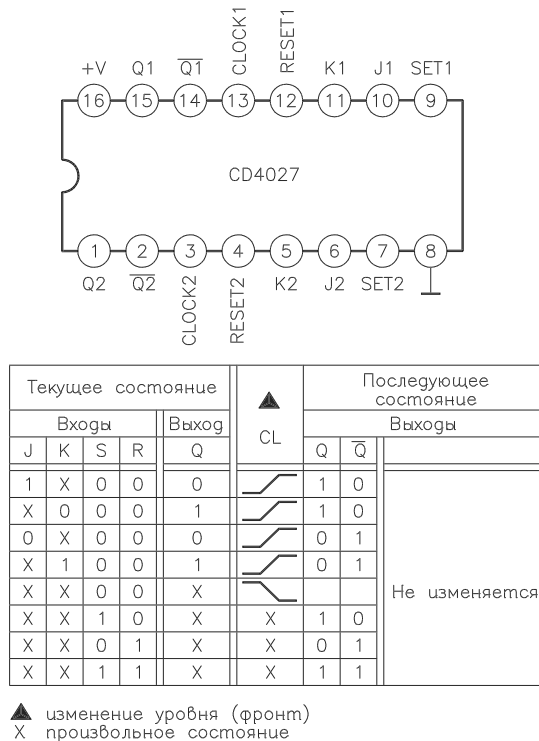 +V Q1 Q1 CLOCK1 RESET1 K1 J1 SET1
16 15 14 13 12 11 10 9
CD4027
1 2 3 4 5 6 7 8
Q2 Q2 CLOCK2 RESET2 K2 J2 SET2
Текущее состояние
Последующее
состояние
Входы Выход CL Выходы
J K S R Q Q Q
1 X 0 0 0 1 0
X 0 0 0 1 1 0
0 X 0 0 0 0 1
X 1 0 0 1 0 1
X X 0 0 X Не изменяется
X X 1 0 X X 1 0
X X 0 1 X X 0 1
X X 1 1 X X 1 1
изменение уровня (фронт)
X произвольное состояние